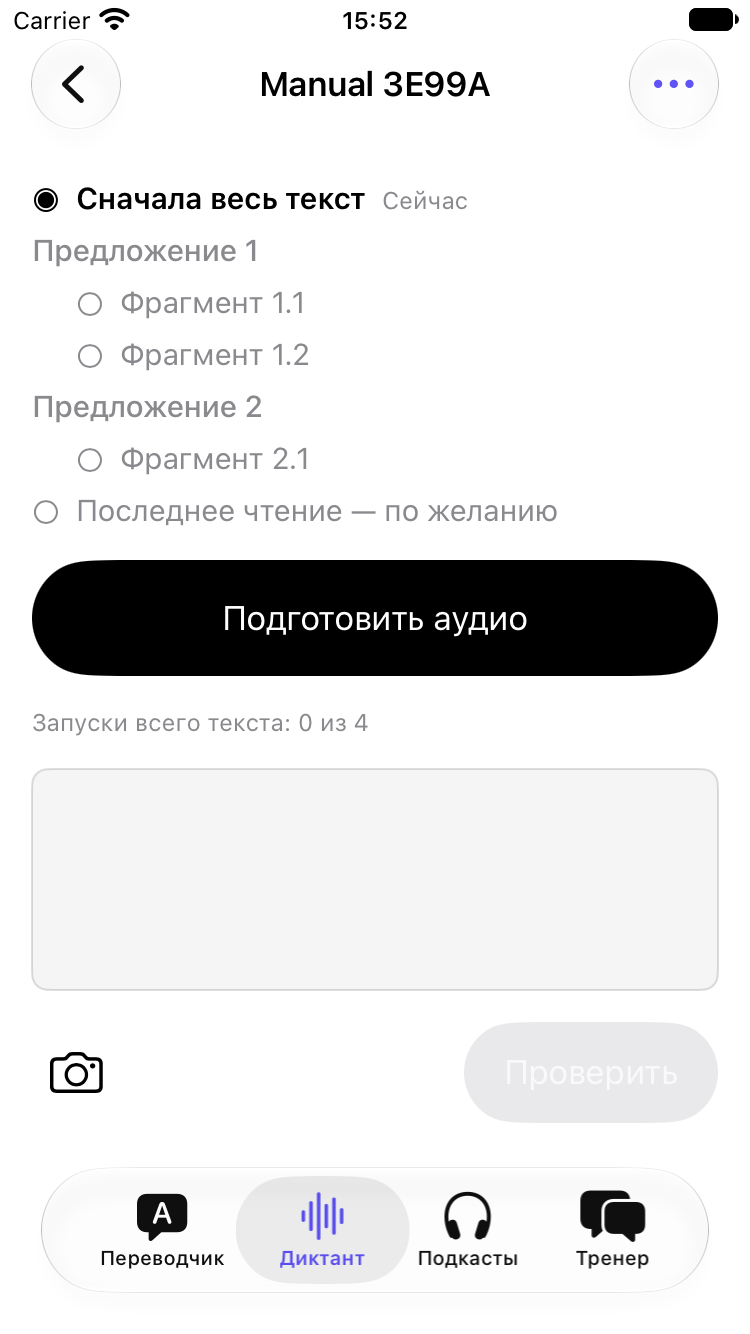 Carrier 15:52
Manual 3E99A
Сначала весь текст Сейчас
Предложение 1
Фрагмент 1.1
Фрагмент 1.2
Предложение 2
Фрагмент 2.1
Последнее чтение — по желанию
Подготовить аудио
Запуски всего текста: 0 из 4
Проверить
A
Переводчик Диктант Подкасты Тренер